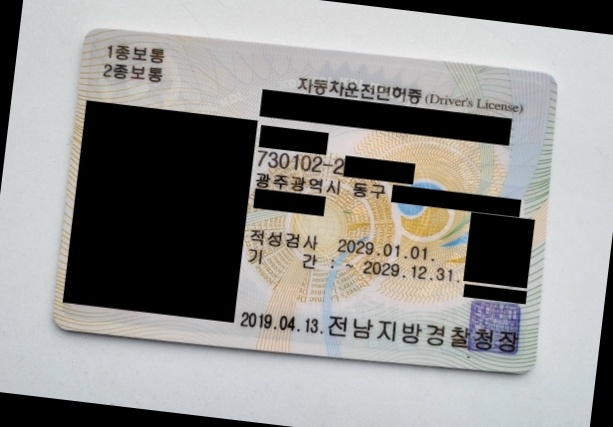 1종보통
2종보통
자동차운전면허증 (Driver's License)
730102-2
광주광역시 동구
적성검사 2029.01.01.
기 간 : ~ 2029.12.31.
2019.04.13. 전남지방경찰청장